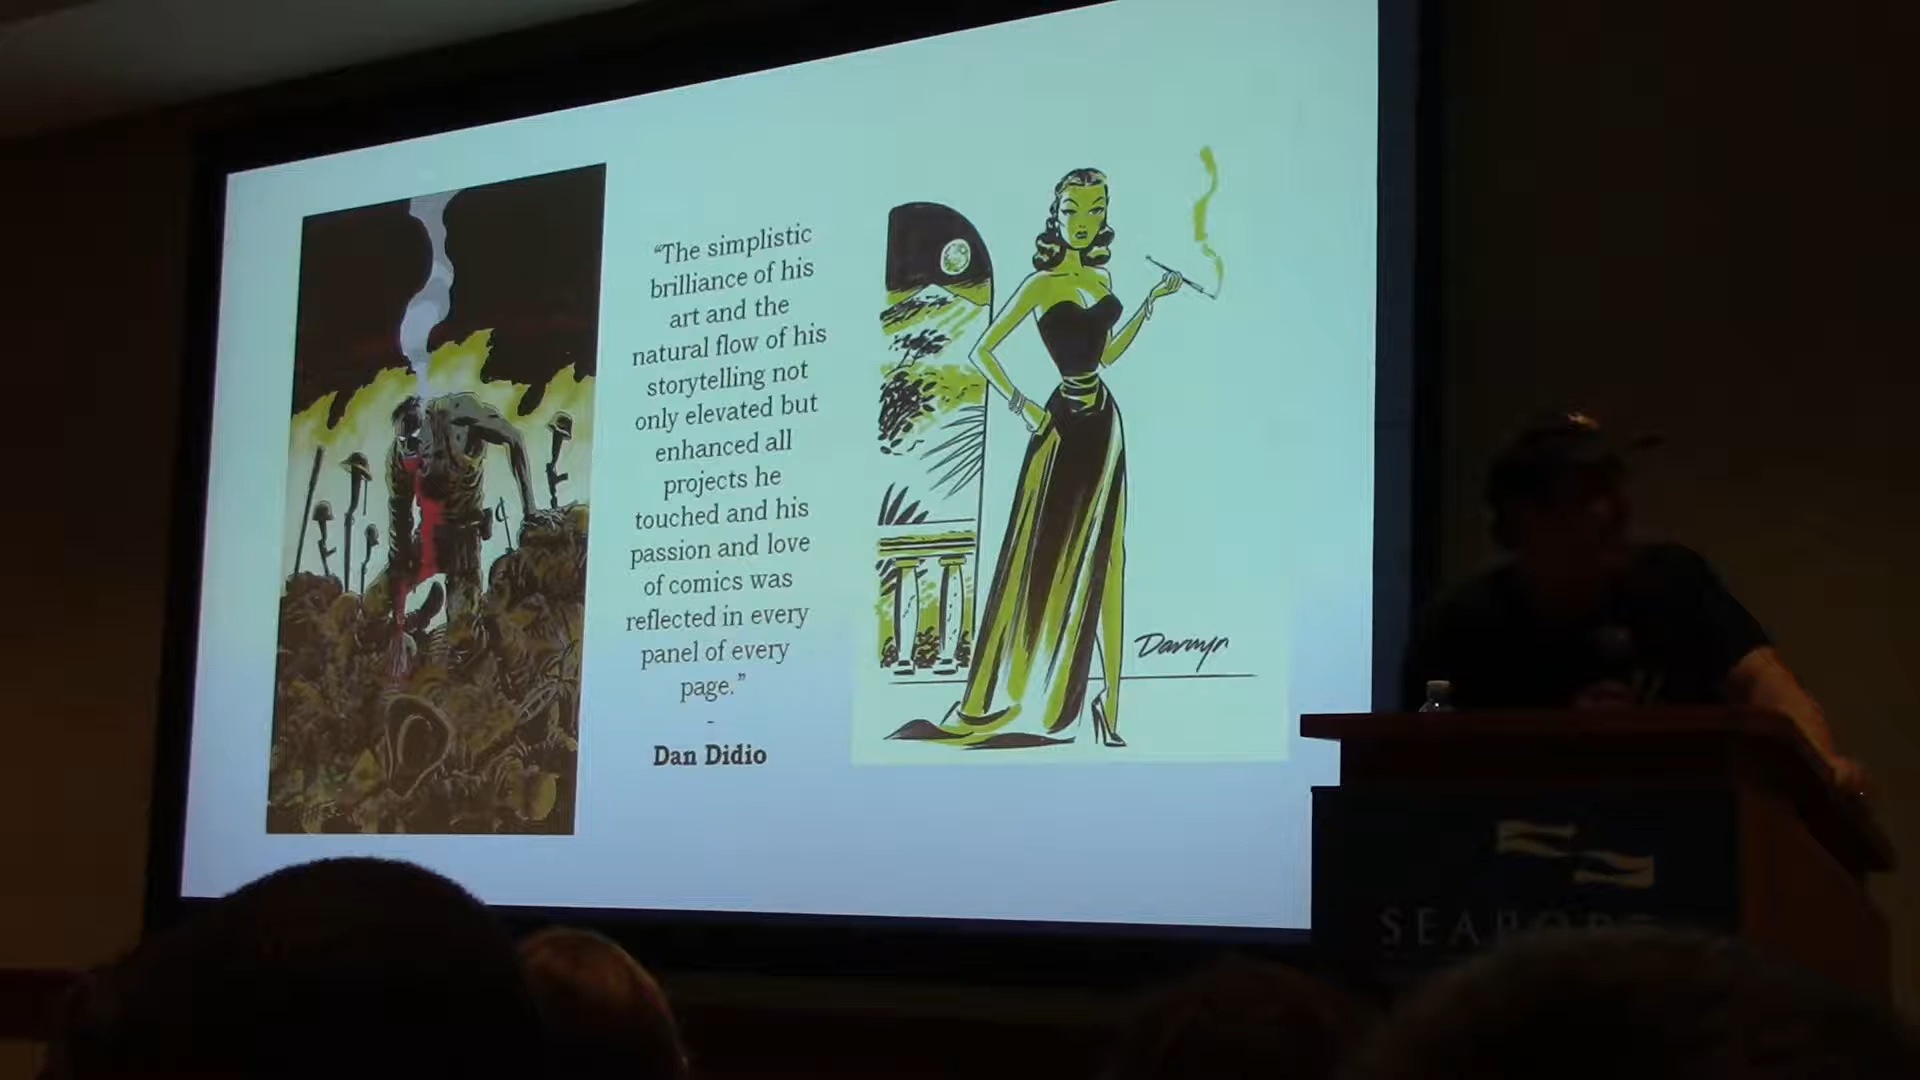 “The simplistic
brilliance of his
art and the
natural flow of his
storytelling not
only elevated but
enhanced all
projects he
touched and his
passion and love
of comics was
reflected in every
panel of every
page.”
-
Dan Didio
Darwyn